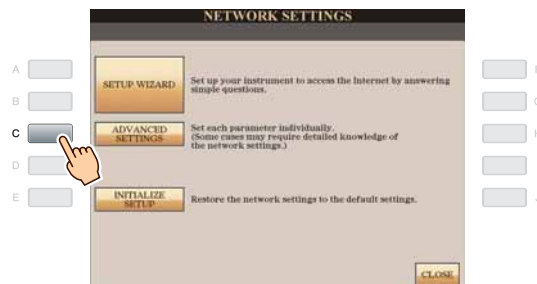 NETWORK SETTINGS
A
B
C
D
E
SETUP WIZARD
Set up your instrument to access the Internet by answering
simple questions.
ADVANCED
SETTINGS
Set each parameter individually.
(Some cases may require detailed knowledge of
the network settings.)
INITIALIZE
SETUP
Restore the network settings to the default settings.
CLOSE